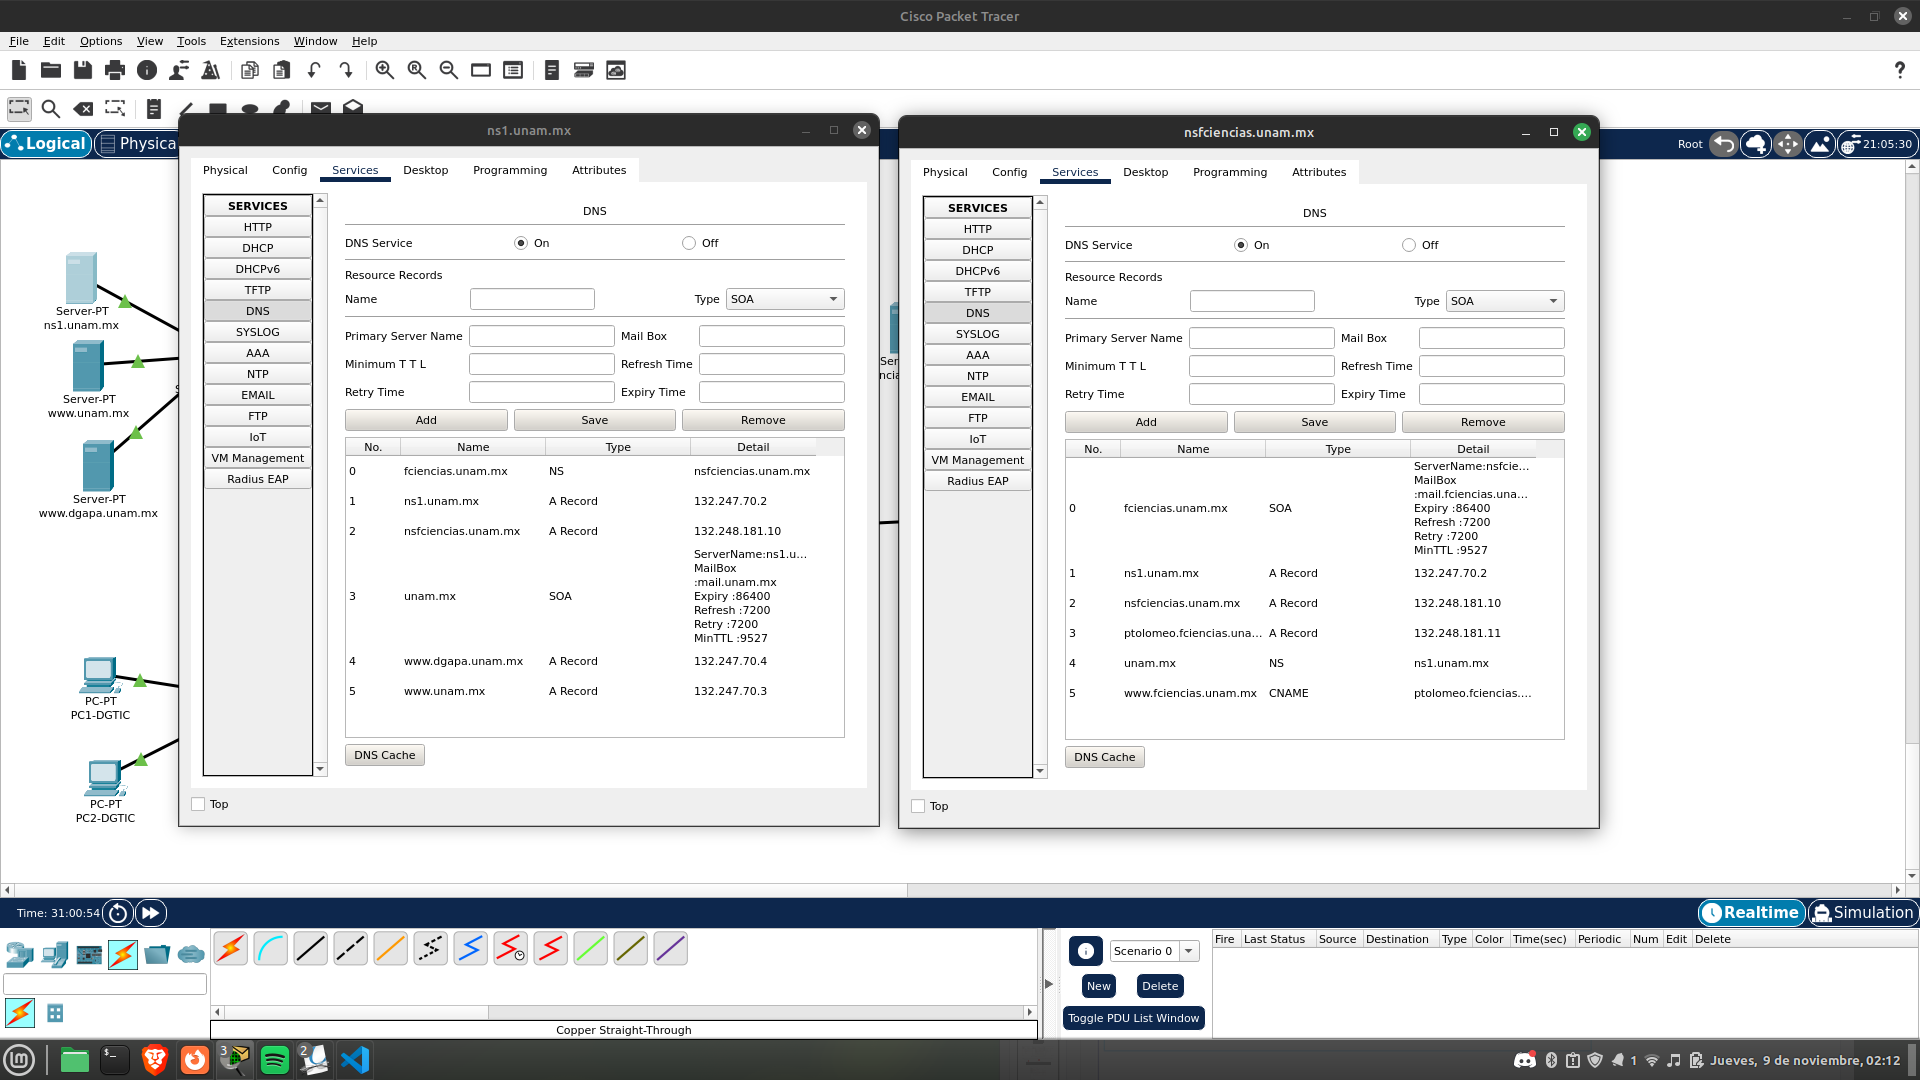 Cisco Packet Tracer
File Edit Options View Tools Extensions Window Help
?
Logical
Physica
Root
21:05:30
Server-PT
ns1.unam.mx
Server-PT
www.unam.mx
Server-PT
www.dgapa.unam.mx
PC-PT
PC1-DGTIC
PC-PT
PC2-DGTIC
ns1.unam.mx
Physical Config Services Desktop Programming Attributes
SERVICES
HTTP
DHCP
DHCPv6
TFTP
DNS
SYSLOG
AAA
NTP
EMAIL
FTP
IoT
VM Management
Radius EAP
DNS
DNS Service On Off
Resource Records
Name Type SOA
Primary Server Name Mail Box
Minimum T T L Refresh Time
Retry Time Expiry Time
Add Save Remove
No. Name Type Detail
0 fciencias.unam.mx NS nsfciencias.unam.mx
1 ns1.unam.mx A Record 132.247.70.2
2 nsfciencias.unam.mx A Record 132.248.181.10
3 unam.mx SOA
ServerName:ns1.u...
MailBox
:mail.unam.mx
Expiry :86400
Refresh :7200
Retry :7200
MinTTL :9527
4 www.dgapa.unam.mx A Record 132.247.70.4
5 www.unam.mx A Record 132.247.70.3
DNS Cache
Top
Ser
ncia
nsfciencias.unam.mx
Physical Config Services Desktop Programming Attributes
SERVICES
HTTP
DHCP
DHCPv6
TFTP
DNS
SYSLOG
AAA
NTP
EMAIL
FTP
IoT
VM Management
Radius EAP
DNS
DNS Service On Off
Resource Records
Name Type SOA
Primary Server Name Mail Box
Minimum T T L Refresh Time
Retry Time Expiry Time
Add Save Remove
No. Name Type Detail
0 fciencias.unam.mx SOA
ServerName:nsfcie...
MailBox
:mail.fciencias.una...
Expiry :86400
Refresh :7200
Retry :7200
MinTTL :9527
1 ns1.unam.mx A Record 132.247.70.2
2 nsfciencias.unam.mx A Record 132.248.181.10
3 ptolomeo.fciencias.una... A Record 132.248.181.11
4 unam.mx NS ns1.unam.mx
5 www.fciencias.unam.mx CNAME ptolomeo.fciencias....
DNS Cache
Top
Time: 31:00:54
Realtime Simulation
Copper Straight-Through
Scenario 0
New Delete
Toggle PDU List Window
Fire Last Status Source Destination Type Color Time(sec) Periodic Num Edit Delete
3
2
1
Jueves, 9 de noviembre, 02:12